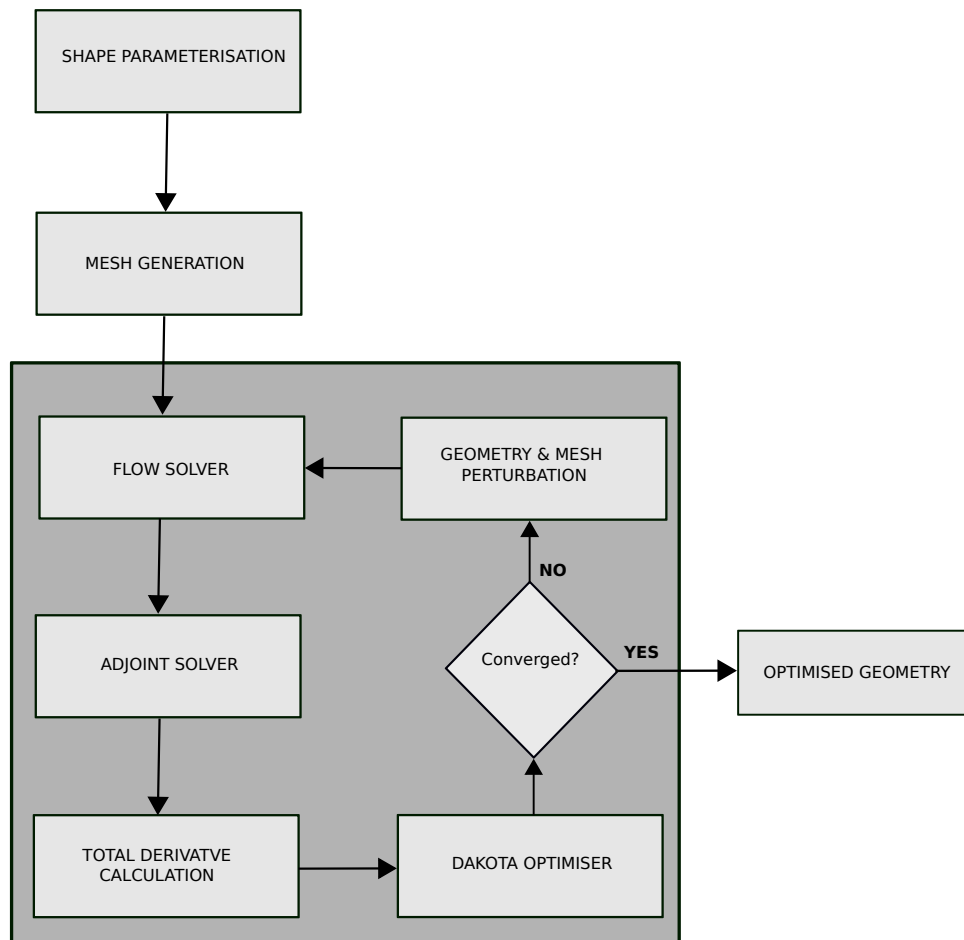 SHAPE PARAMETERISATION
MESH GENERATION
FLOW SOLVER
GEOMETRY & MESH
PERTURBATION
NO
ADJOINT SOLVER
Converged?
YES
OPTIMISED GEOMETRY
TOTAL DERIVATVE
CALCULATION
DAKOTA OPTIMISER